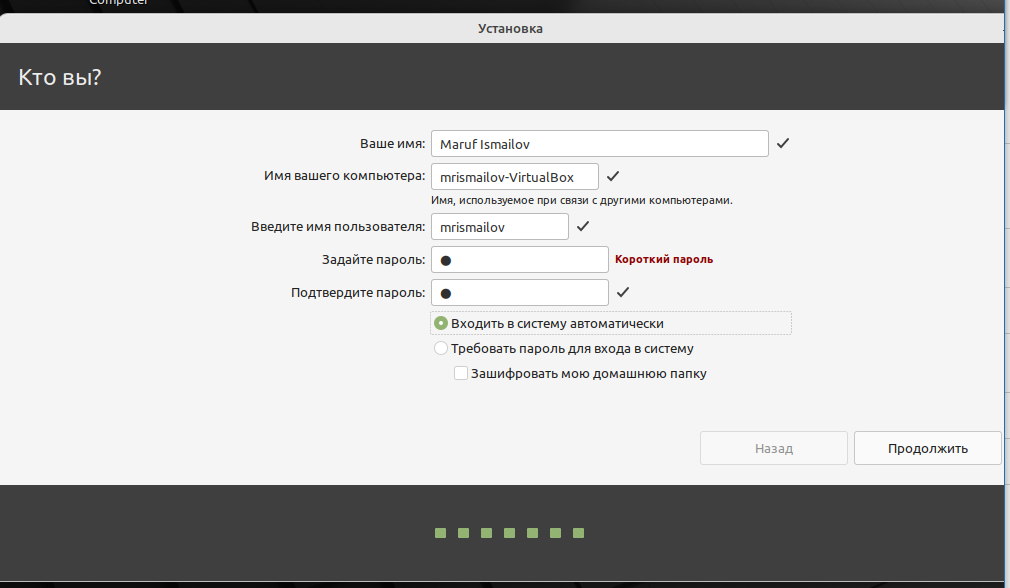 Computer
Установка
Кто вы?
Ваше имя: Maruf Ismailov
Имя вашего компьютера: mrismailov-VirtualBox
Имя, используемое при связи с другими компьютерами.
Введите имя пользователя: mrismailov
Задайте пароль: ● Короткий пароль
Подтвердите пароль: ●
Входить в систему автоматически
Требовать пароль для входа в систему
Зашифровать мою домашнюю папку
Назад Продолжить